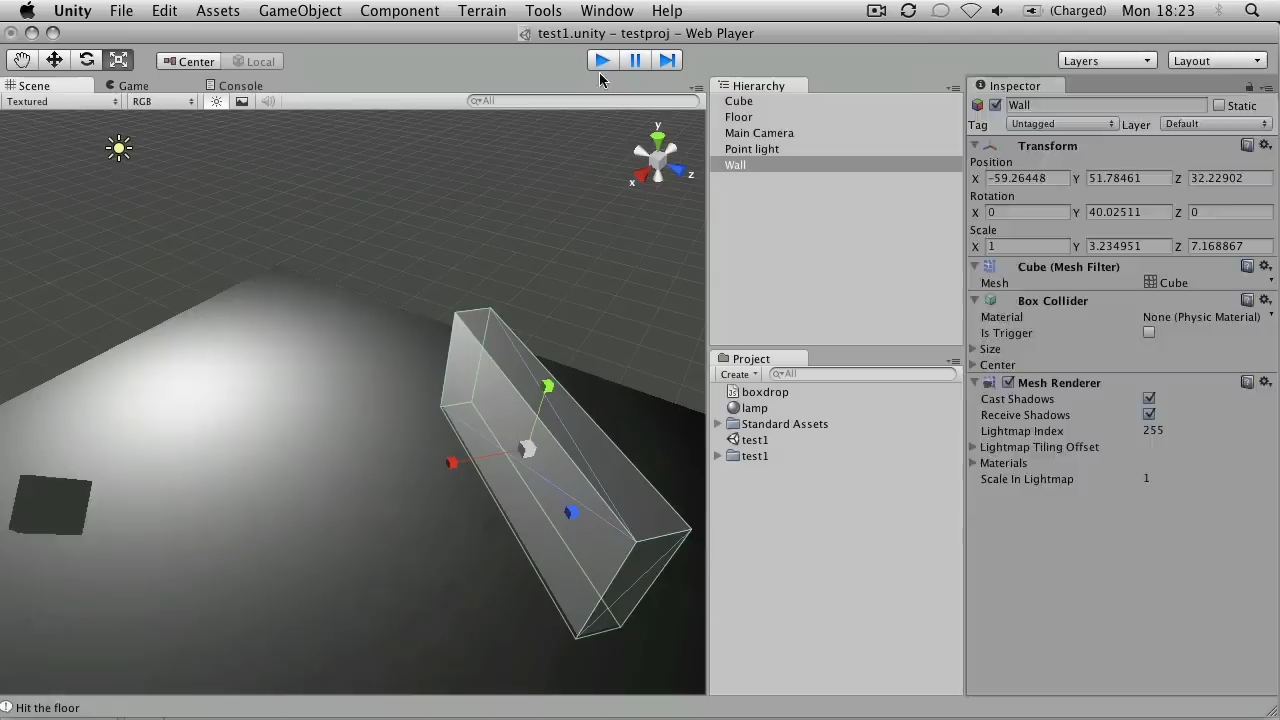 Unity File Edit Assets GameObject Component Terrain Tools Window Help (Charged) Mon 18:23
test1.unity – testproj – Web Player
Center Local Layers Layout
Scene Game Console
Textured RGB All
y
x
z
Hierarchy
Cube
Floor
Main Camera
Point light
Wall
Project
Create All
boxdrop
lamp
Standard Assets
test1
test1
Inspector
Wall Static
Tag Untagged Layer Default
Transform
Position
X -59.26448 Y 51.78461 Z 32.22902
Rotation
X 0 Y 40.02511 Z 0
Scale
X 1 Y 3.234951 Z 7.168867
Cube (Mesh Filter)
Mesh Cube
Box Collider
Material None (Physic Material)
Is Trigger
Size
Center
Mesh Renderer
Cast Shadows
Receive Shadows
Lightmap Index 255
Lightmap Tiling Offset
Materials
Scale In Lightmap 1
Hit the floor